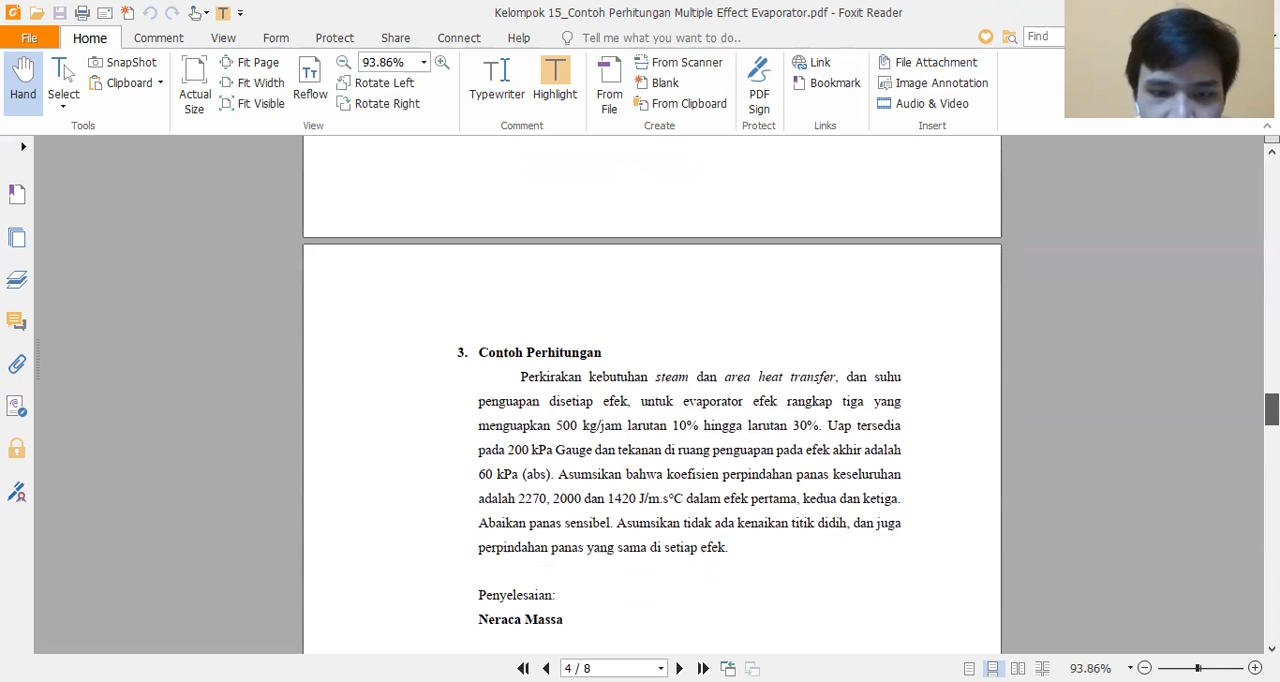 Kelompok 15_Contoh Perhitungan Multiple Effect Evaporator.pdf - Foxit Reader
File Home Comment View Form Protect Share Connect Help Tell me what you want to do.. Find
Hand
Select
SnapShot
Clipboard
Tools
Actual Size
Fit Page
Fit Width
Fit Visible
Reflow
93.86%
Rotate Left
Rotate Right
View
Typewriter
Highlight
Comment
From File
From Scanner
Blank
From Clipboard
Create
PDF Sign
Protect
Link
Bookmark
Links
File Attachment
Image Annotation
Audio & Video
Insert
3. Contoh Perhitungan
Perkirakan kebutuhan steam dan area heat transfer, dan suhu
penguapan disetiap efek, untuk evaporator efek rangkap tiga yang
menguapkan 500 kg/jam larutan 10% hingga larutan 30%. Uap tersedia
pada 200 kPa Gauge dan tekanan di ruang penguapan pada efek akhir adalah
60 kPa (abs). Asumsikan bahwa koefisien perpindahan panas keseluruhan
adalah 2270, 2000 dan 1420 J/m.s°C dalam efek pertama, kedua dan ketiga.
Abaikan panas sensibel. Asumsikan tidak ada kenaikan titik didih, dan juga
perpindahan panas yang sama di setiap efek.
Penyelesaian:
Neraca Massa
4 / 8
93.86%